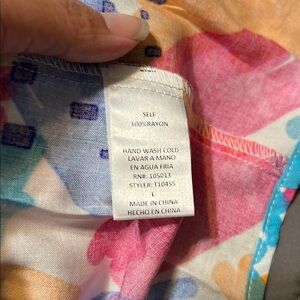 SELF
100%RAYON
HAND WASH COLD
LAVAR A MANO
EN AGUA FRIA
RN#: 105013
STYLER: T10455
L
MADE IN CHINA
HECHO EN CHINA